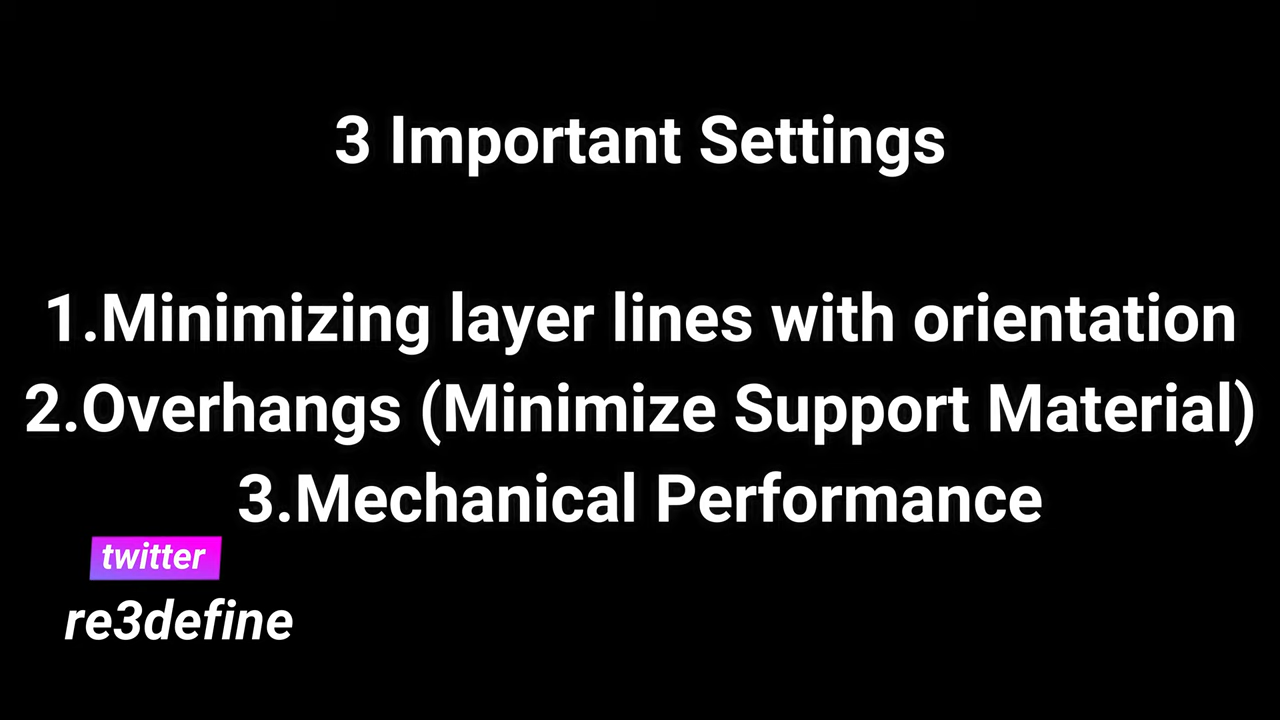 3 Important Settings
1.Minimizing layer lines with orientation
2.Overhangs (Minimize Support Material)
3.Mechanical Performance
twitter
re3define